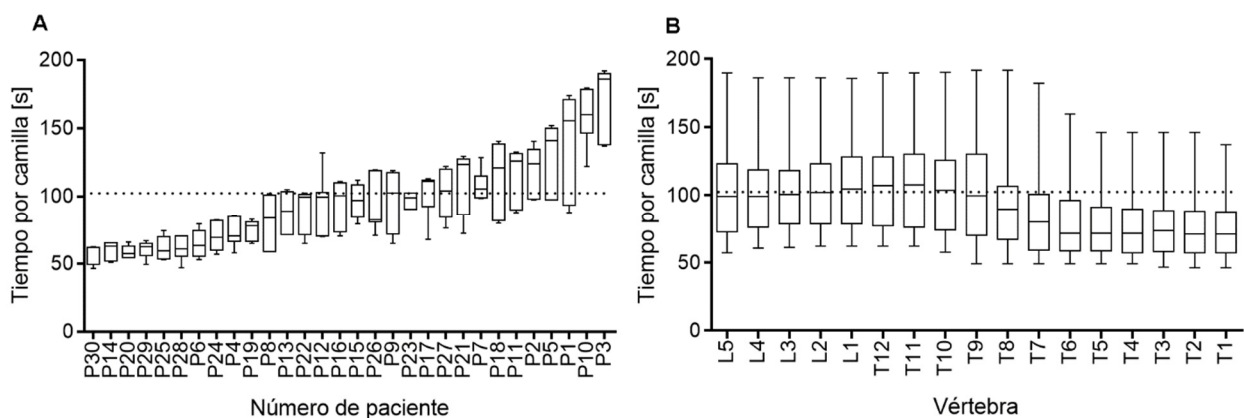 A
Tiempo por camilla [s]
200
150
100
50
0
P30 P14 P20 P29 P25 P28 P6 P24 P4 P19 P8 P13 P22 P12 P16 P15 P26 P9 P23 P17 P27 P21 P7 P18 P11 P2 P5 P1 P10 P3
Número de paciente
B
Tiempo por camilla [s]
200
150
100
50
0
L5 L4 L3 L2 L1 T12 T11 T10 T9 T8 T7 T6 T5 T4 T3 T2 T1
Vértebra